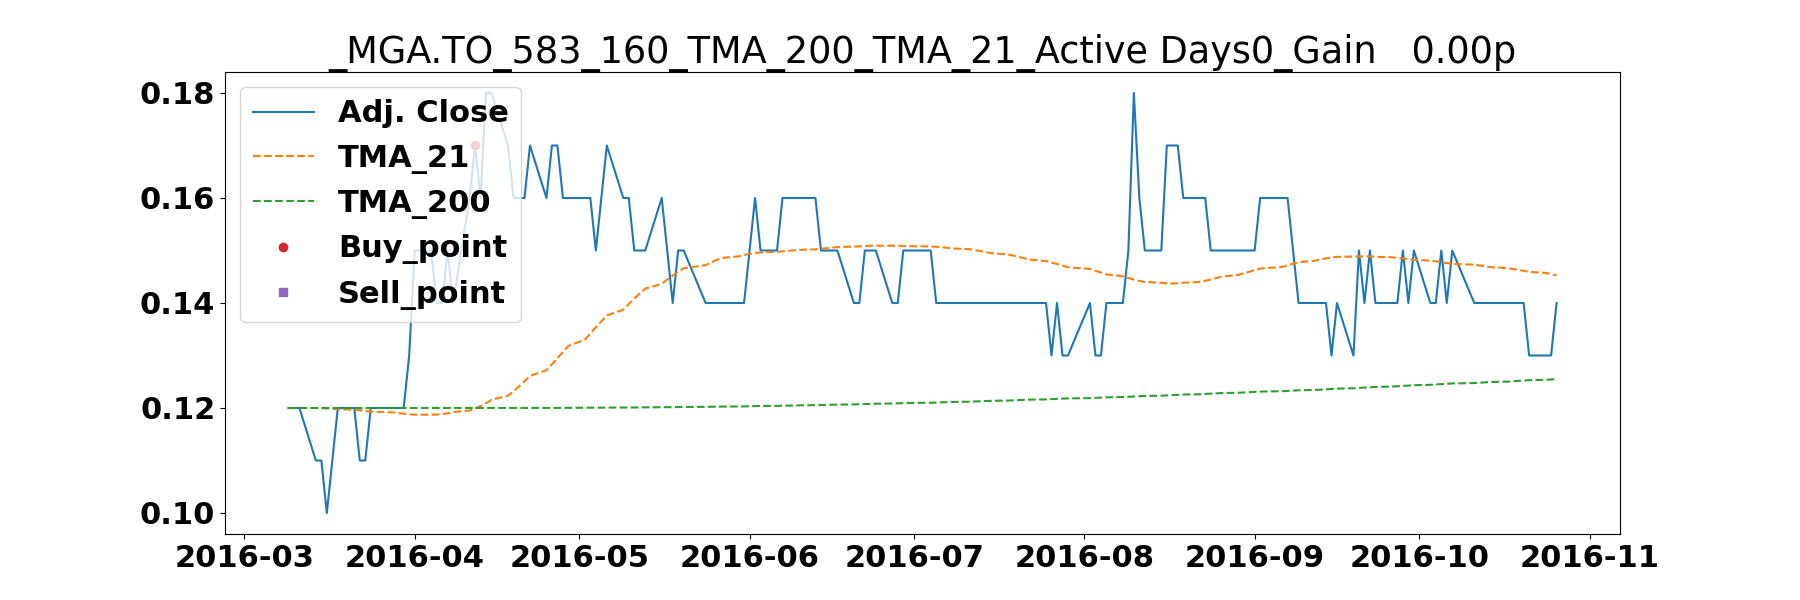 _MGA.TO_583_160_TMA_200_TMA_21_Active Days0_Gain   0.00p
0.18
0.16
0.14
0.12
0.10
Adj. Close
TMA_21
TMA_200
Buy_point
Sell_point
2016-03 2016-04 2016-05 2016-06 2016-07 2016-08 2016-09 2016-10 2016-11